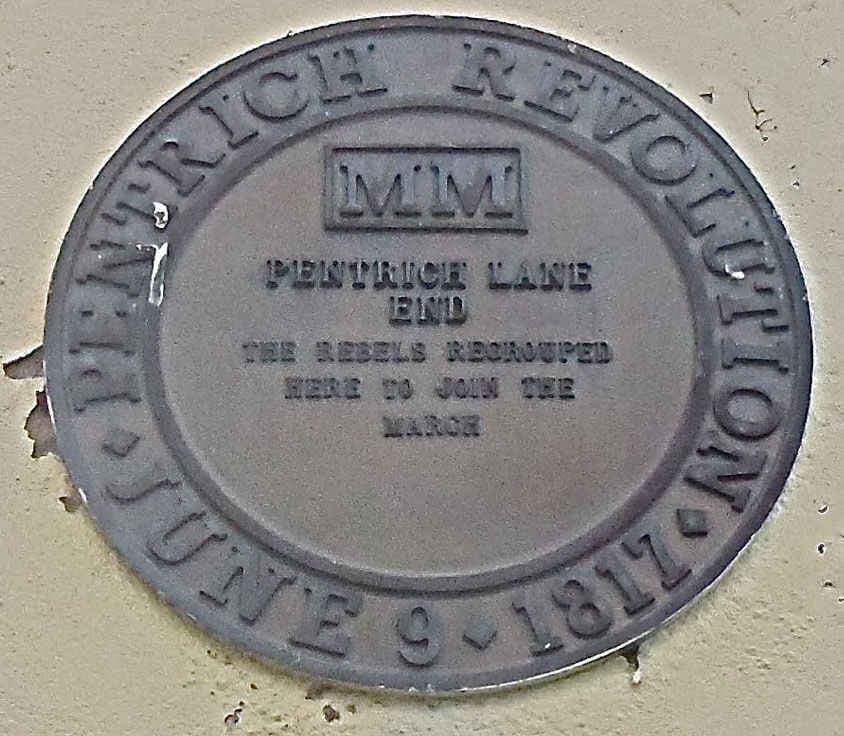 PENTRICH REVOLUTION
MM
PENTRICH LANE
END
THE REBELS REGROUPED
HERE TO JOIN THE
MARCH
JUNE 9 ◆ 1817